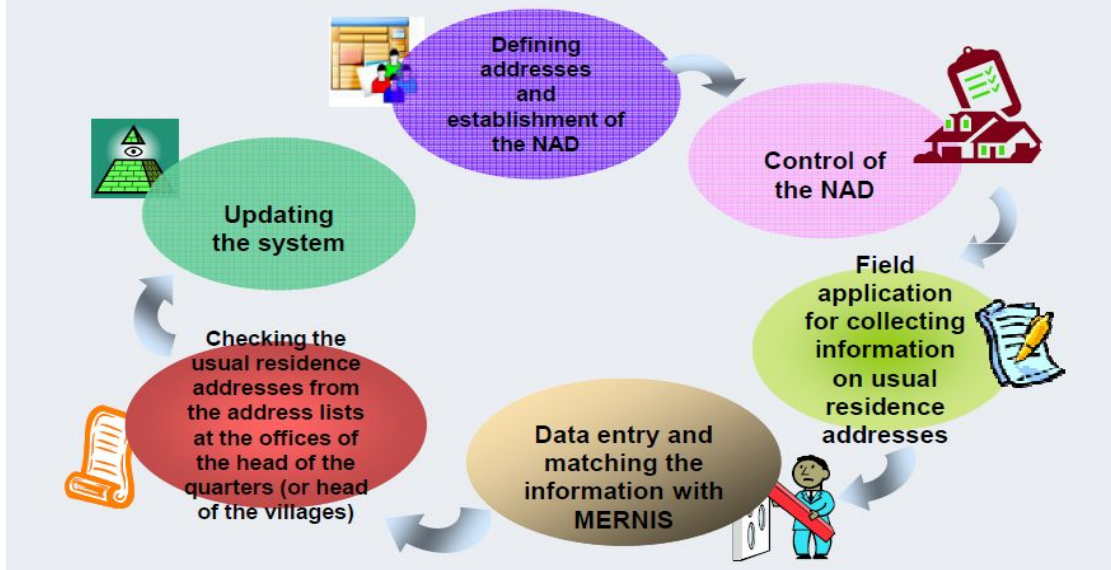 Defining
addresses
and
establishment of
the NAD
Control of
the NAD
Field
application
for collecting
information
on usual
residence
addresses
Data entry and
matching the
information with
MERNIS
Checking the
usual residence
addresses from
the address lists
at the offices of
the head of the
quarters (or head
of the villages)
Updating
the system